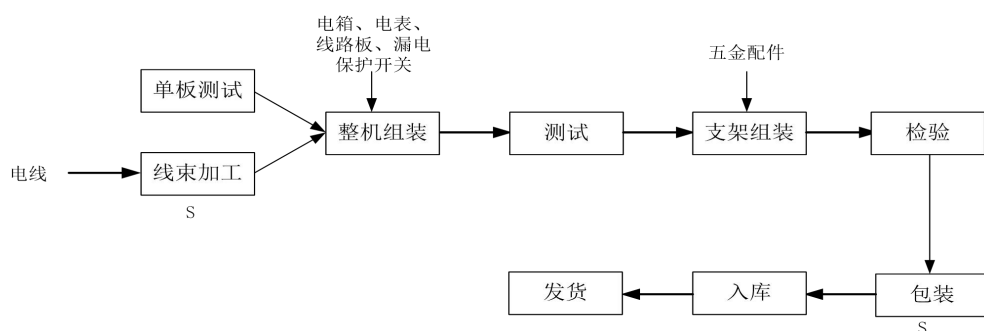 电箱、电表、
线路板、漏电
保护开关
五金配件
单板测试
整机组装
测试
支架组装
检验
电线
线束加工
S
发货
入库
包装
S